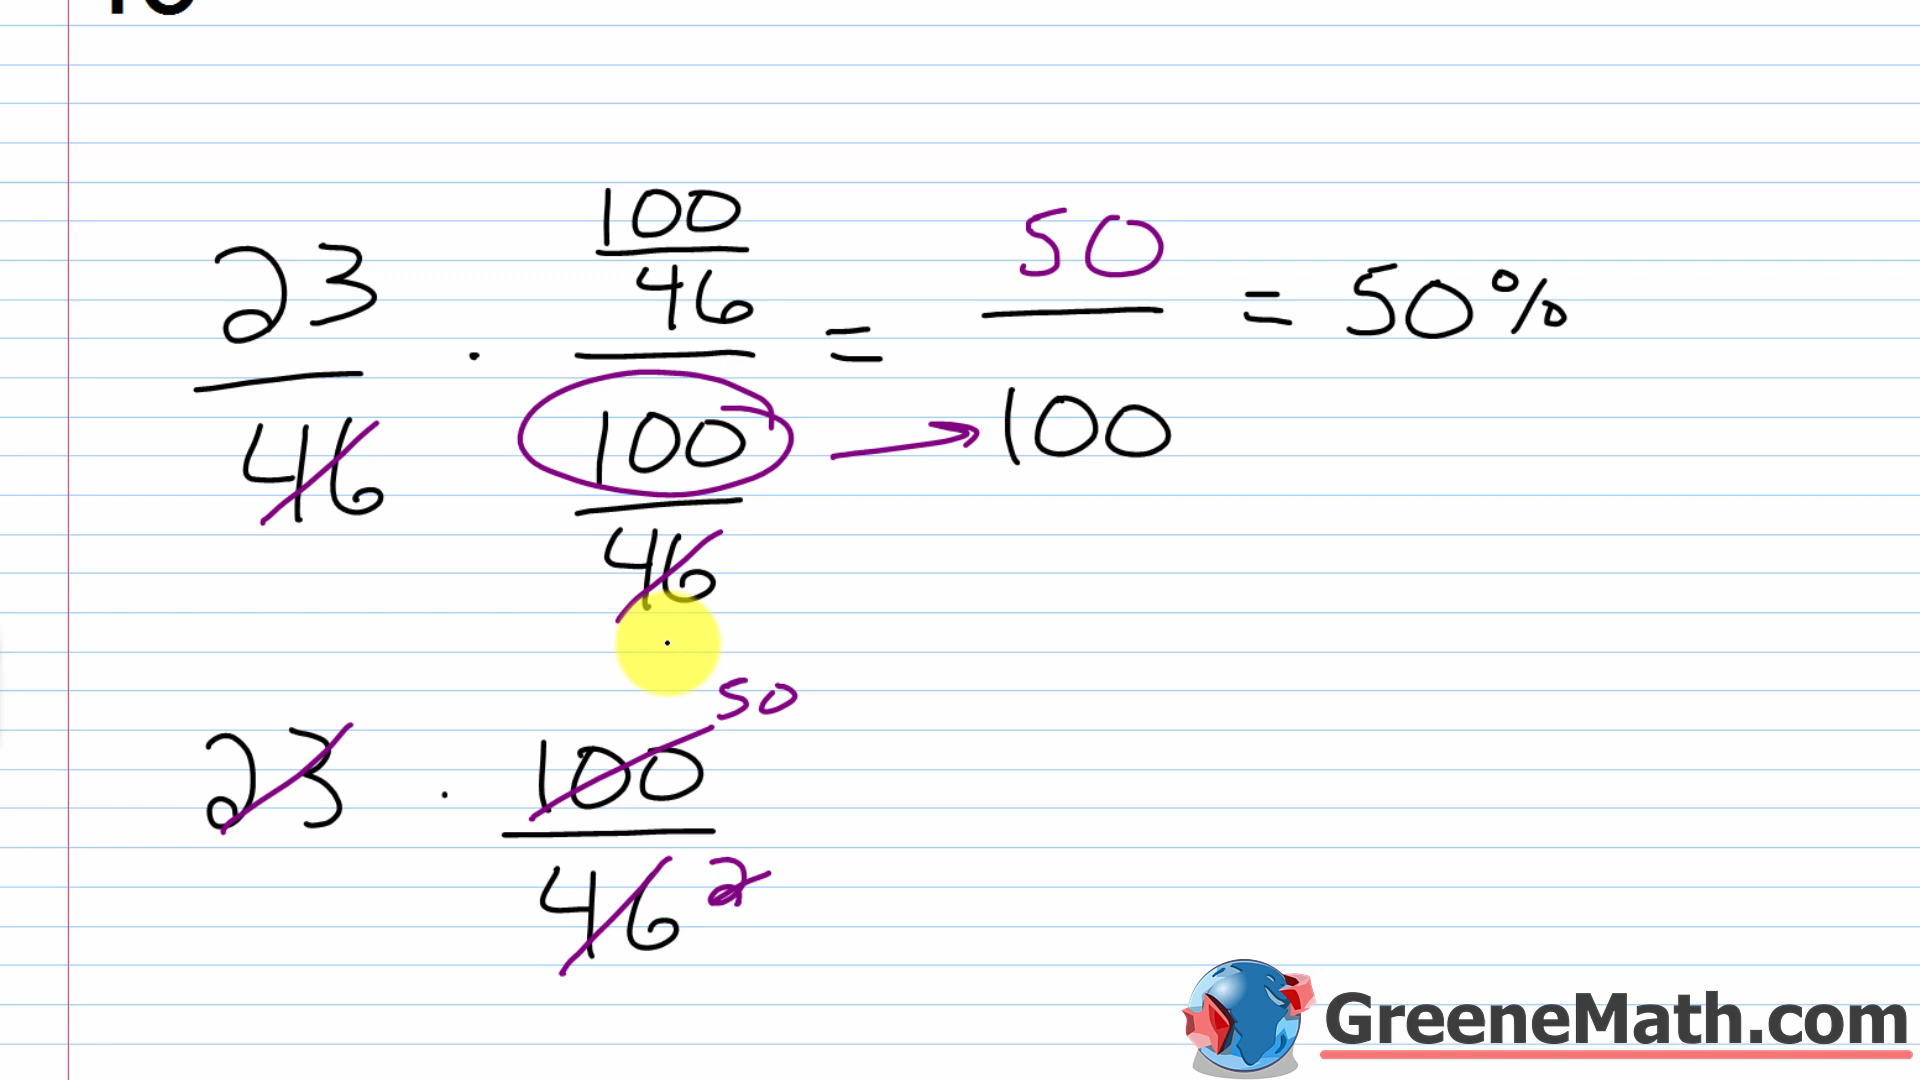 23/46 · (100/46)/(100/46) = 50/100 = 50%
23 · 100/46
50
2
GreeneMath.com